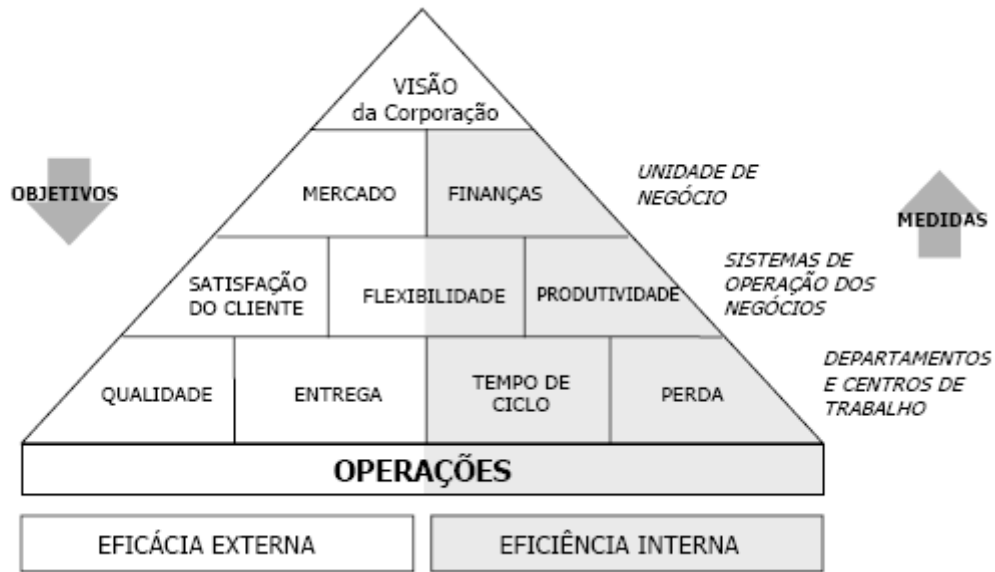 VISÃO
da Corporação
OBJETIVOS
MERCADO
FINANÇAS
UNIDADE DE
NEGÓCIO
MEDIDAS
SATISFAÇÃO
DO CLIENTE
FLEXIBILIDADE
PRODUTIVIDADE
SISTEMAS DE
OPERAÇÃO DOS
NEGÓCIOS
QUALIDADE
ENTREGA
TEMPO DE
CICLO
PERDA
DEPARTAMENTOS
E CENTROS DE
TRABALHO
OPERAÇÕES
EFICÁCIA EXTERNA
EFICIÊNCIA INTERNA